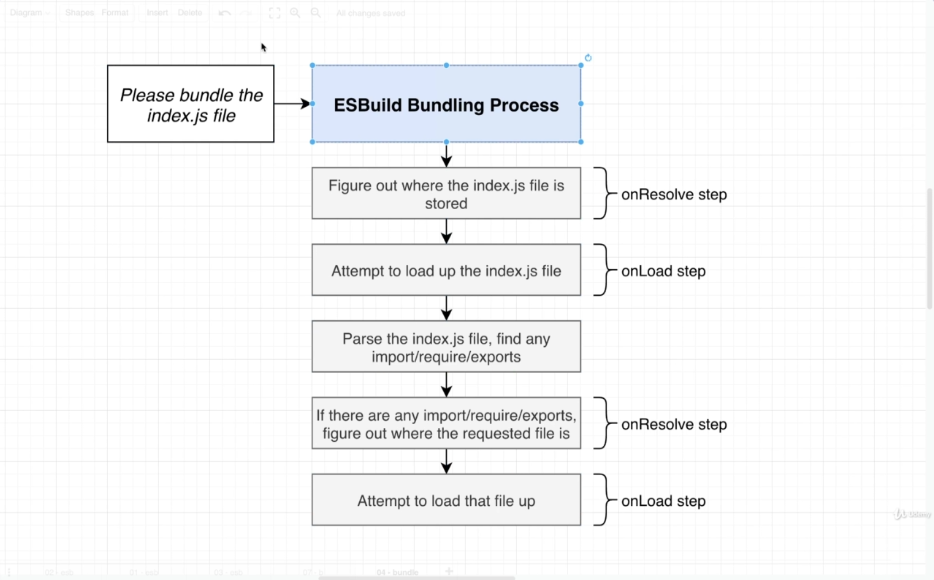 Diagram Shapes Format Insert Delete All changes saved
Please bundle the
index.js file
ESBuild Bundling Process
Figure out where the index.js file is
stored
onResolve step
Attempt to load up the index.js file
onLoad step
Parse the index.js file, find any
import/require/exports
If there are any import/require/exports,
figure out where the requested file is
onResolve step
Attempt to load that file up
onLoad step
Udemy
04 - bundle